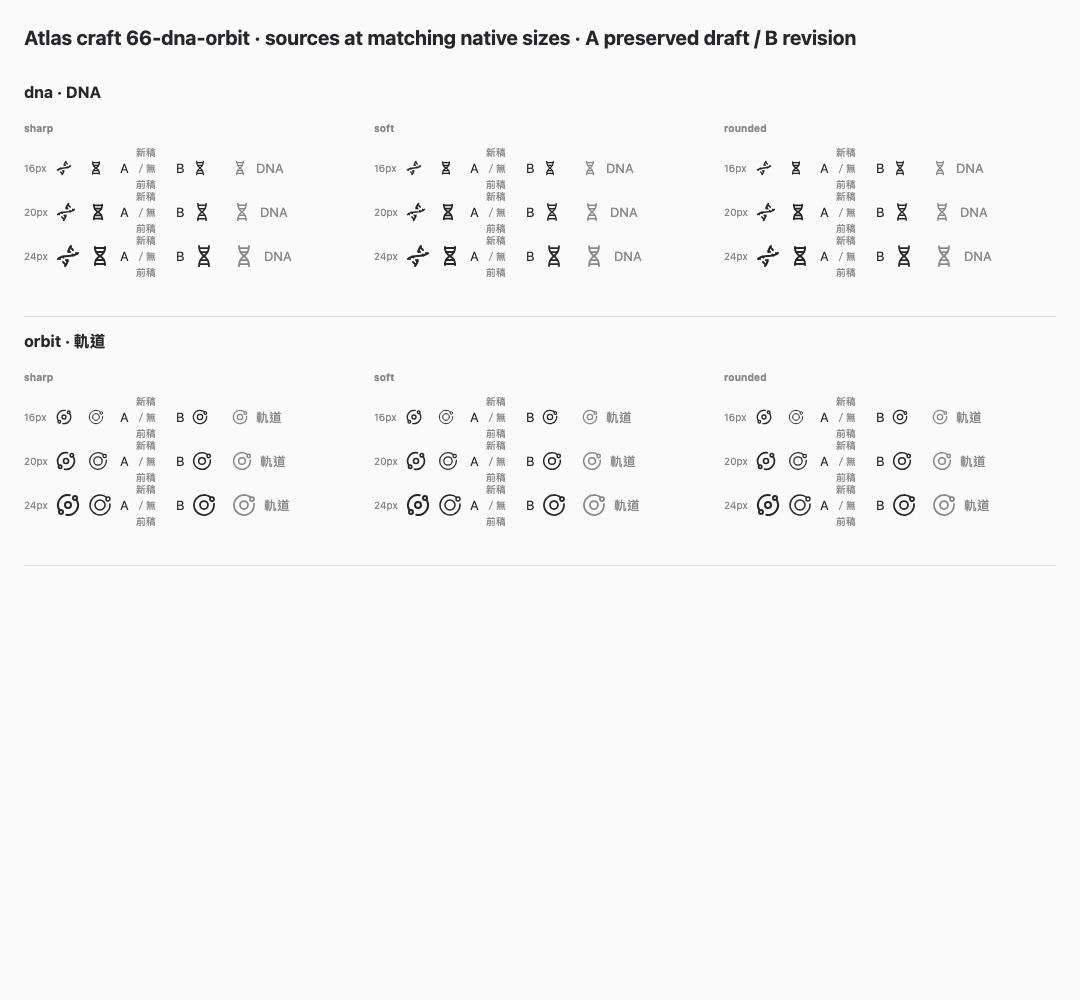 Atlas craft 66-dna-orbit · sources at matching native sizes · A preserved draft / B revision
dna · DNA
sharp
16px A 新稿 / 無前稿 B DNA
20px A 新稿 / 無前稿 B DNA
24px A 新稿 / 無前稿 B DNA
soft
16px A 新稿 / 無前稿 B DNA
20px A 新稿 / 無前稿 B DNA
24px A 新稿 / 無前稿 B DNA
rounded
16px A 新稿 / 無前稿 B DNA
20px A 新稿 / 無前稿 B DNA
24px A 新稿 / 無前稿 B DNA
orbit · 軌道
sharp
16px A 新稿 / 無前稿 B 軌道
20px A 新稿 / 無前稿 B 軌道
24px A 新稿 / 無前稿 B 軌道
soft
16px A 新稿 / 無前稿 B 軌道
20px A 新稿 / 無前稿 B 軌道
24px A 新稿 / 無前稿 B 軌道
rounded
16px A 新稿 / 無前稿 B 軌道
20px A 新稿 / 無前稿 B 軌道
24px A 新稿 / 無前稿 B 軌道